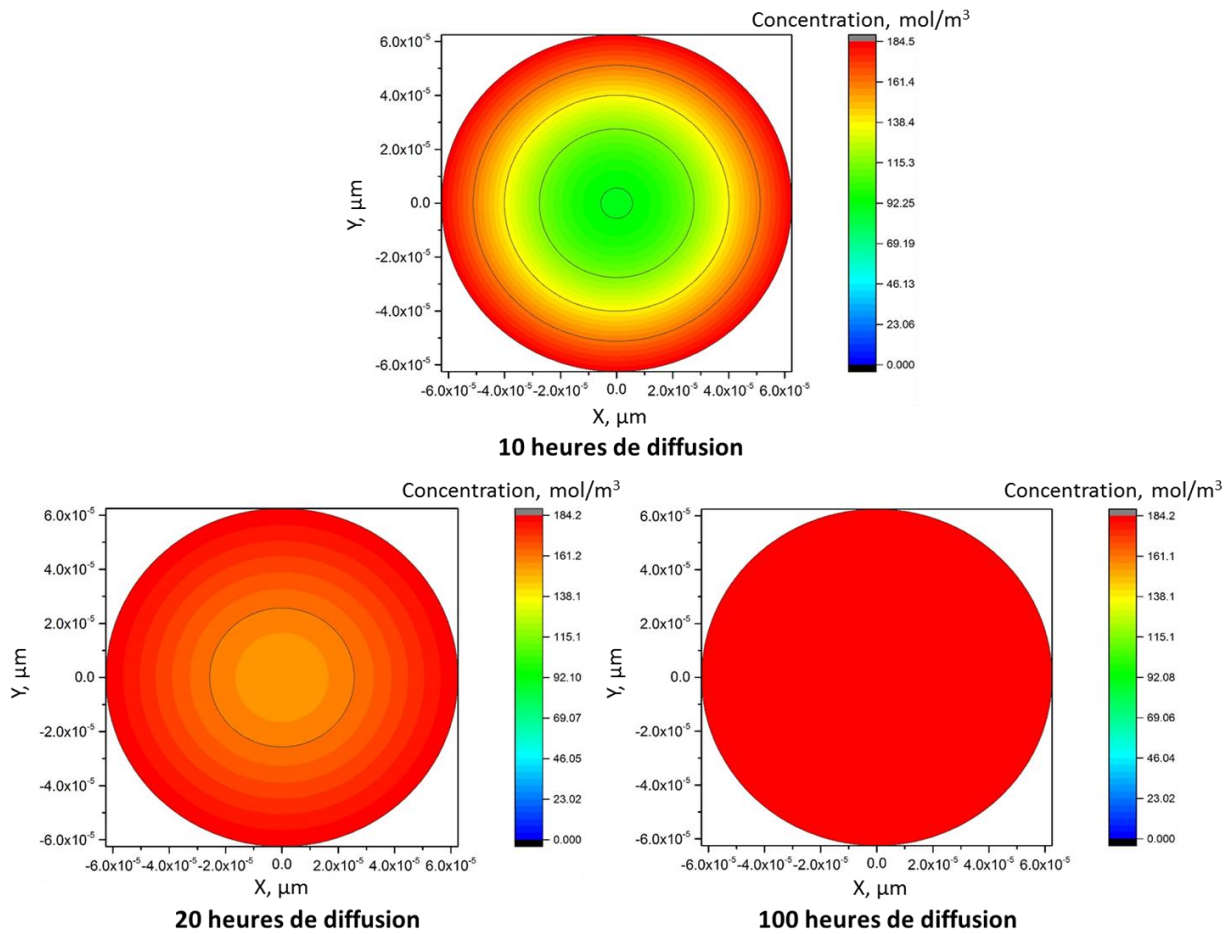 Concentration, mol/m³
6.0x10⁻⁵
4.0x10⁻⁵
2.0x10⁻⁵
0.0
-2.0x10⁻⁵
-4.0x10⁻⁵
-6.0x10⁻⁵
Y, µm
184.5
161.4
138.4
115.3
92.25
69.19
46.13
23.06
0.000
-6.0x10⁻⁵ -4.0x10⁻⁵ -2.0x10⁻⁵ 0.0 2.0x10⁻⁵ 4.0x10⁻⁵ 6.0x10⁻⁵
X, µm
10 heures de diffusion
Concentration, mol/m³
6.0x10⁻⁵
4.0x10⁻⁵
2.0x10⁻⁵
0.0
-2.0x10⁻⁵
-4.0x10⁻⁵
-6.0x10⁻⁵
Y, µm
184.2
161.2
138.1
115.1
92.10
69.07
46.05
23.02
0.000
-6.0x10⁻⁵ -4.0x10⁻⁵ -2.0x10⁻⁵ 0.0 2.0x10⁻⁵ 4.0x10⁻⁵ 6.0x10⁻⁵
X, µm
20 heures de diffusion
Concentration, mol/m³
6.0x10⁻⁵
4.0x10⁻⁵
2.0x10⁻⁵
0.0
-2.0x10⁻⁵
-4.0x10⁻⁵
-6.0x10⁻⁵
Y, µm
184.2
161.1
138.1
115.1
92.08
69.06
46.04
23.02
0.000
-6.0x10⁻⁵ -4.0x10⁻⁵ -2.0x10⁻⁵ 0.0 2.0x10⁻⁵ 4.0x10⁻⁵ 6.0x10⁻⁵
X, µm
100 heures de diffusion